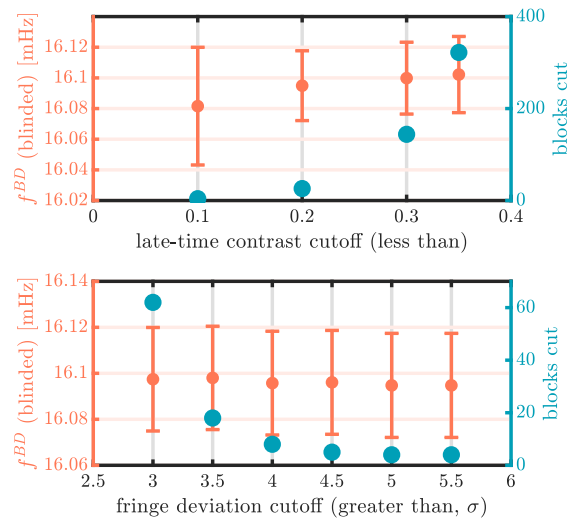 16.12
16.1
16.08
16.06
16.04
16.02
f^{BD} (blinded) [mHz]
400
200
0
blocks cut
0 0.1 0.2 0.3 0.4
late-time contrast cutoff (less than)
16.14
16.12
16.1
16.08
16.06
f^{BD} (blinded) [mHz]
60
40
20
0
blocks cut
2.5 3 3.5 4 4.5 5 5.5 6
fringe deviation cutoff (greater than, σ)